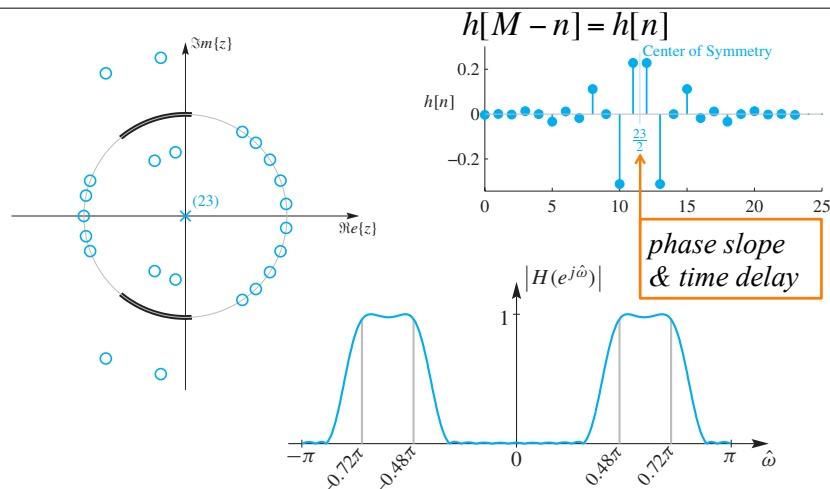 ℑm{z}
(23)
ℜe{z}
h[M − n] = h[n]
Center of Symmetry
h[n]
0.2
0
−0.2
23/2
0 5 10 15 20 25
phase slope
& time delay
|H(e^{jω̂})|
1
−π −0.72π −0.48π 0 0.48π 0.72π π ω̂